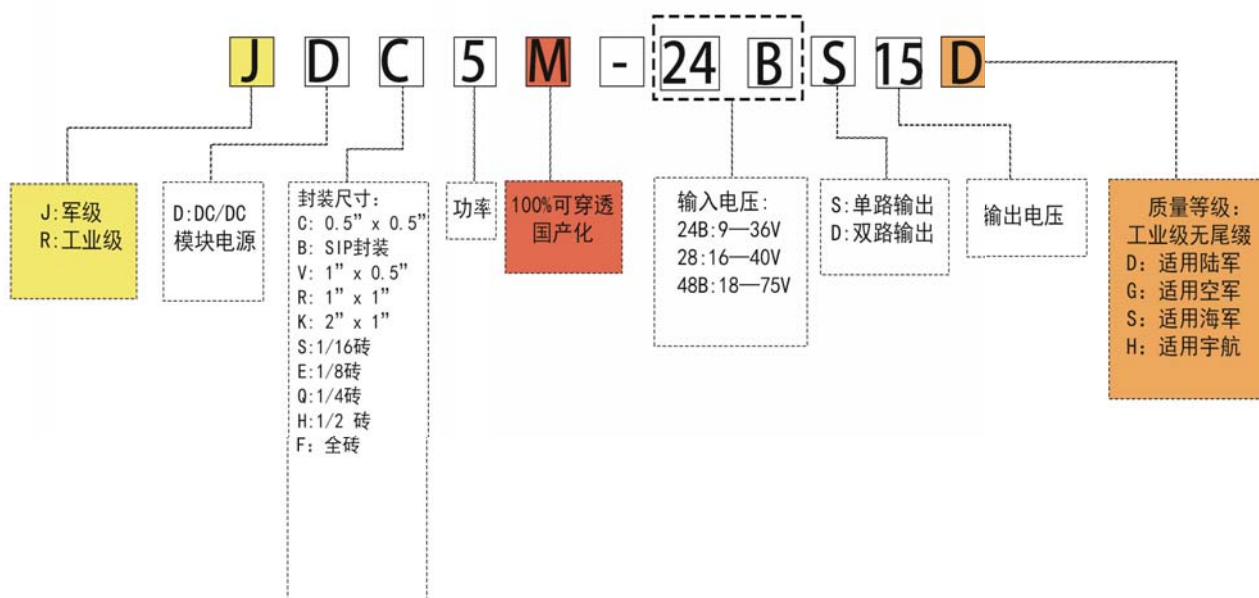 J D C 5 M - 24 B S 15 D
J:军级
R:工业级
D:DC/DC
模块电源
封装尺寸:
C: 0.5” x 0.5”
B: SIP封装
V: 1” x 0.5”
R: 1” x 1”
K: 2” x 1”
S:1/16砖
E:1/8砖
Q:1/4砖
H:1/2 砖
F: 全砖
功率
100%可穿透
国产化
输入电压:
24B:9—36V
28:16—40V
48B:18—75V
S:单路输出
D:双路输出
输出电压
质量等级:
工业级无尾缀
D: 适用陆军
G: 适用空军
S: 适用海军
H: 适用宇航